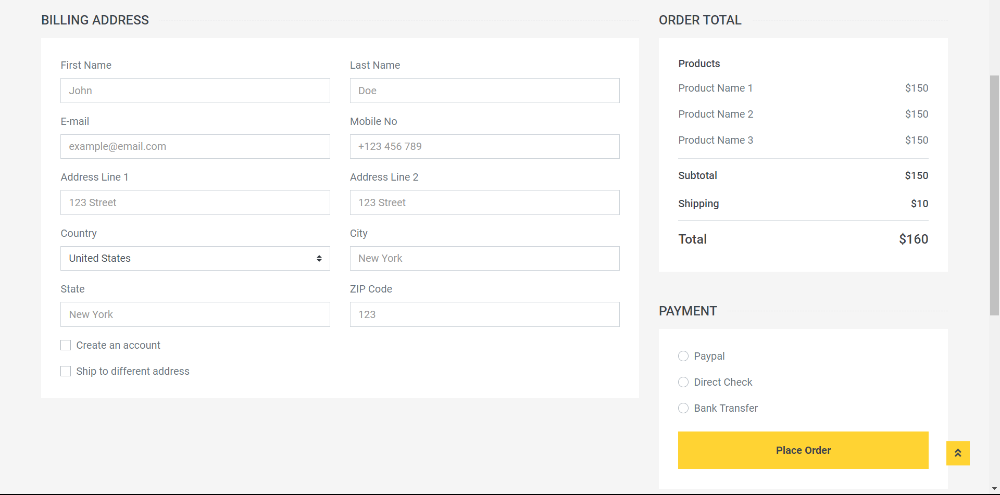 BILLING ADDRESS
First Name
Last Name
John
Doe
E-mail
Mobile No
example@email.com
+123 456 789
Address Line 1
Address Line 2
123 Street
123 Street
Country
City
United States
New York
State
ZIP Code
New York
123
Create an account
Ship to different address
ORDER TOTAL
Products
Product Name 1 $150
Product Name 2 $150
Product Name 3 $150
Subtotal $150
Shipping $10
Total $160
PAYMENT
Paypal
Direct Check
Bank Transfer
Place Order